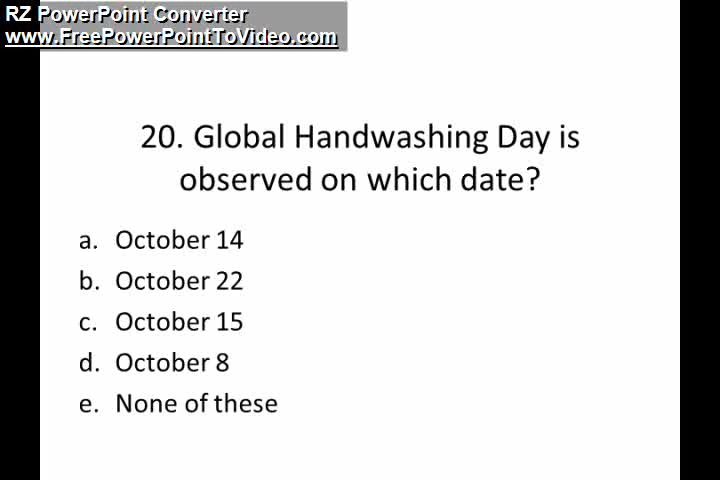 RZ PowerPoint Converter
www.FreePowerPointToVideo.com
20. Global Handwashing Day is
observed on which date?
a. October 14
b. October 22
c. October 15
d. October 8
e. None of these